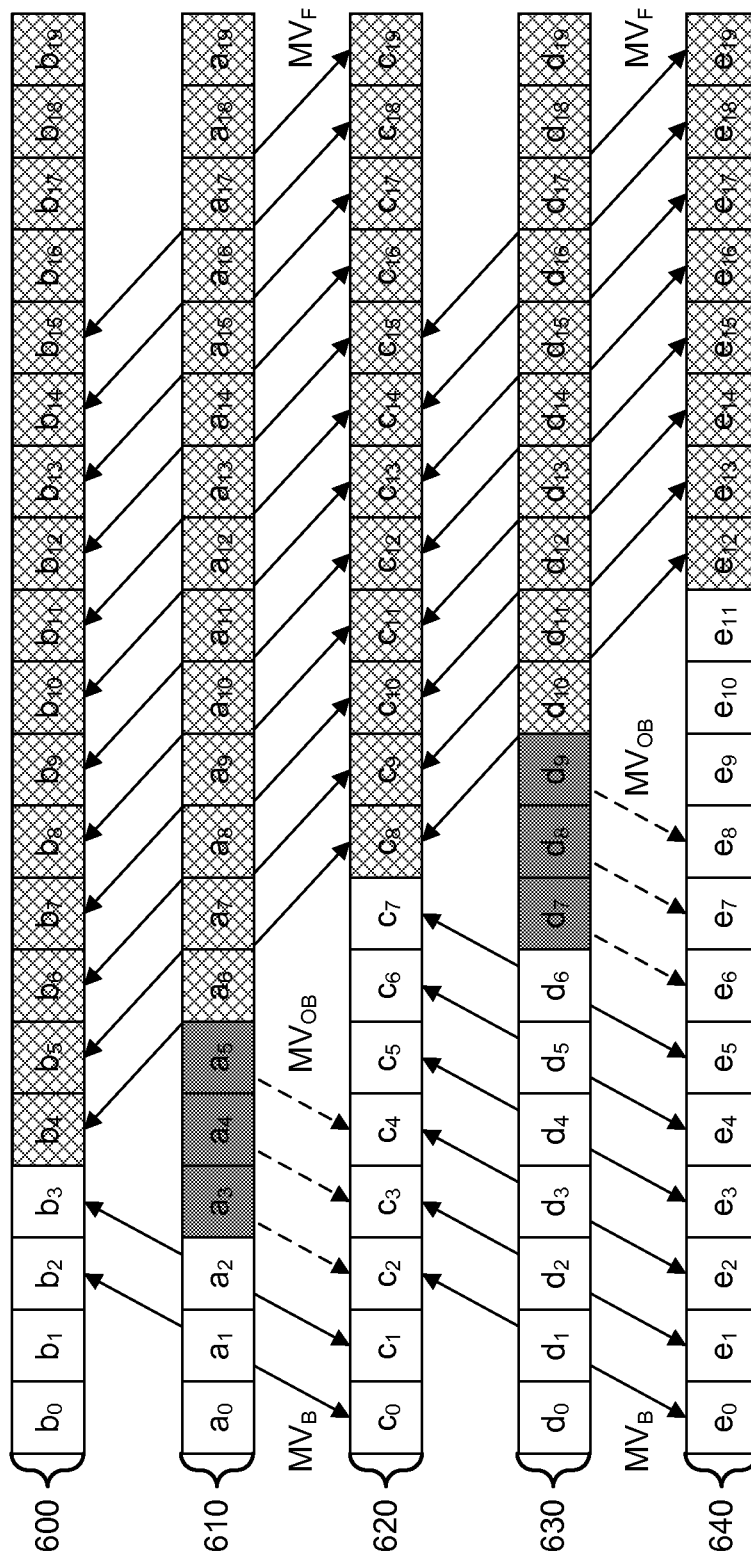 600 b0 b1 b2 b3 b4 b5 b6 b7 b8 b9 b10 b11 b12 b13 b14 b15 b16 b17 b18 b19
610 a0 a1 a2 a3 a4 a5 a6 a7 a8 a9 a10 a11 a12 a13 a14 a15 a16 a17 a18 a19
MVB MVOB MVF
620 c0 c1 c2 c3 c4 c5 c6 c7 c8 c9 c10 c11 c12 c13 c14 c15 c16 c17 c18 c19
630 d0 d1 d2 d3 d4 d5 d6 d7 d8 d9 d10 d11 d12 d13 d14 d15 d16 d17 d18 d19
MVB MVOB MVF
640 e0 e1 e2 e3 e4 e5 e6 e7 e8 e9 e10 e11 e12 e13 e14 e15 e16 e17 e18 e19